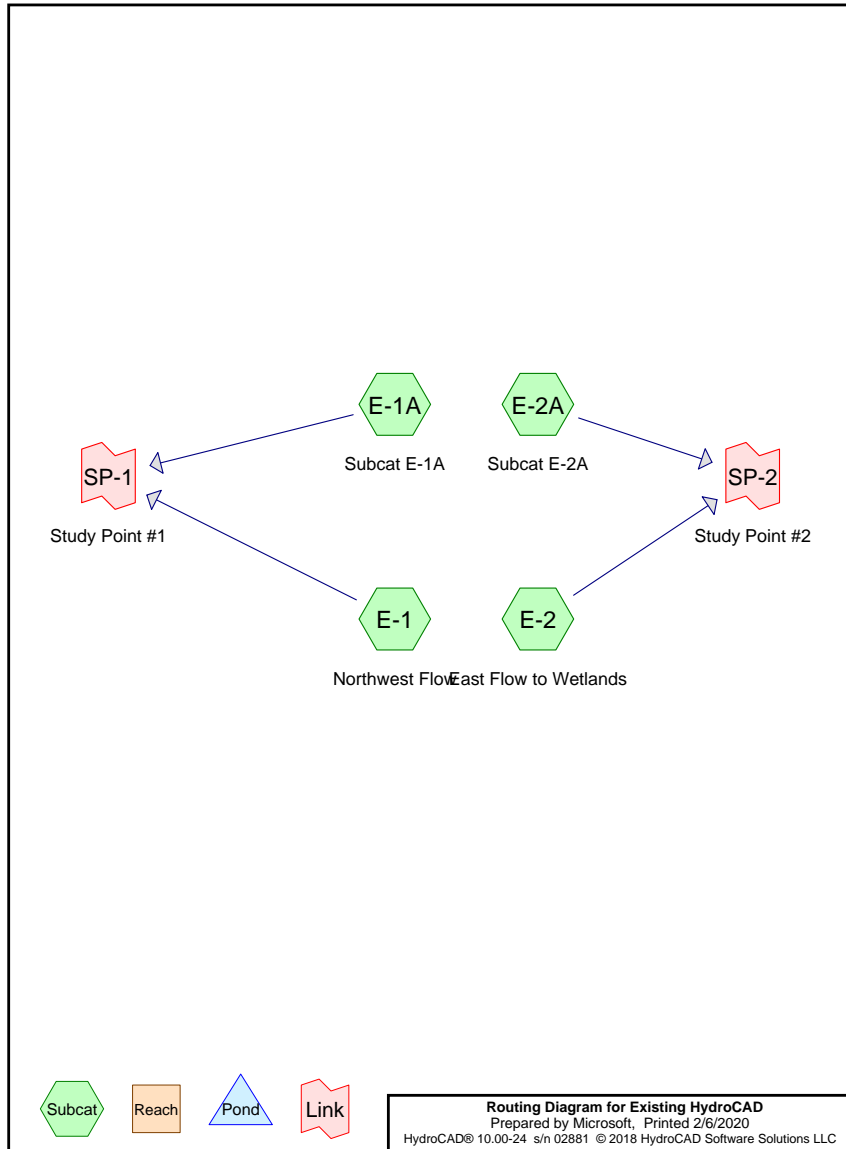 E-1A
E-2A
Subcat E-1A
Subcat E-2A
SP-1
SP-2
Study Point #1
Study Point #2
E-1
E-2
Northwest Flow
East Flow to Wetlands
Subcat
Reach
Pond
Link
Routing Diagram for Existing HydroCAD
Prepared by Microsoft, Printed 2/6/2020
HydroCAD® 10.00-24 s/n 02881 © 2018 HydroCAD Software Solutions LLC